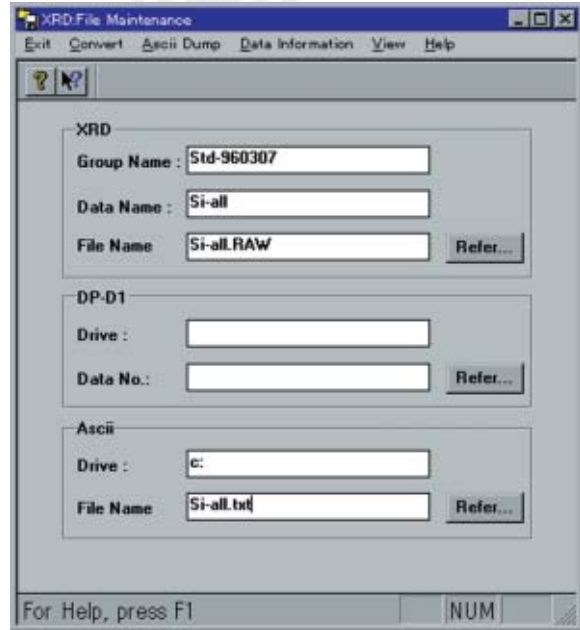 XRD:File Maintenance
Exit Convert Ascii Dump Data Information View Help
XRD
Group Name : Std-960307
Data Name : Si-all
File Name Si-all.RAW Refer...
DP-D1
Drive :
Data No.: Refer...
Ascii
Drive : c:
File Name Si-all.txt Refer...
For Help, press F1 NUM